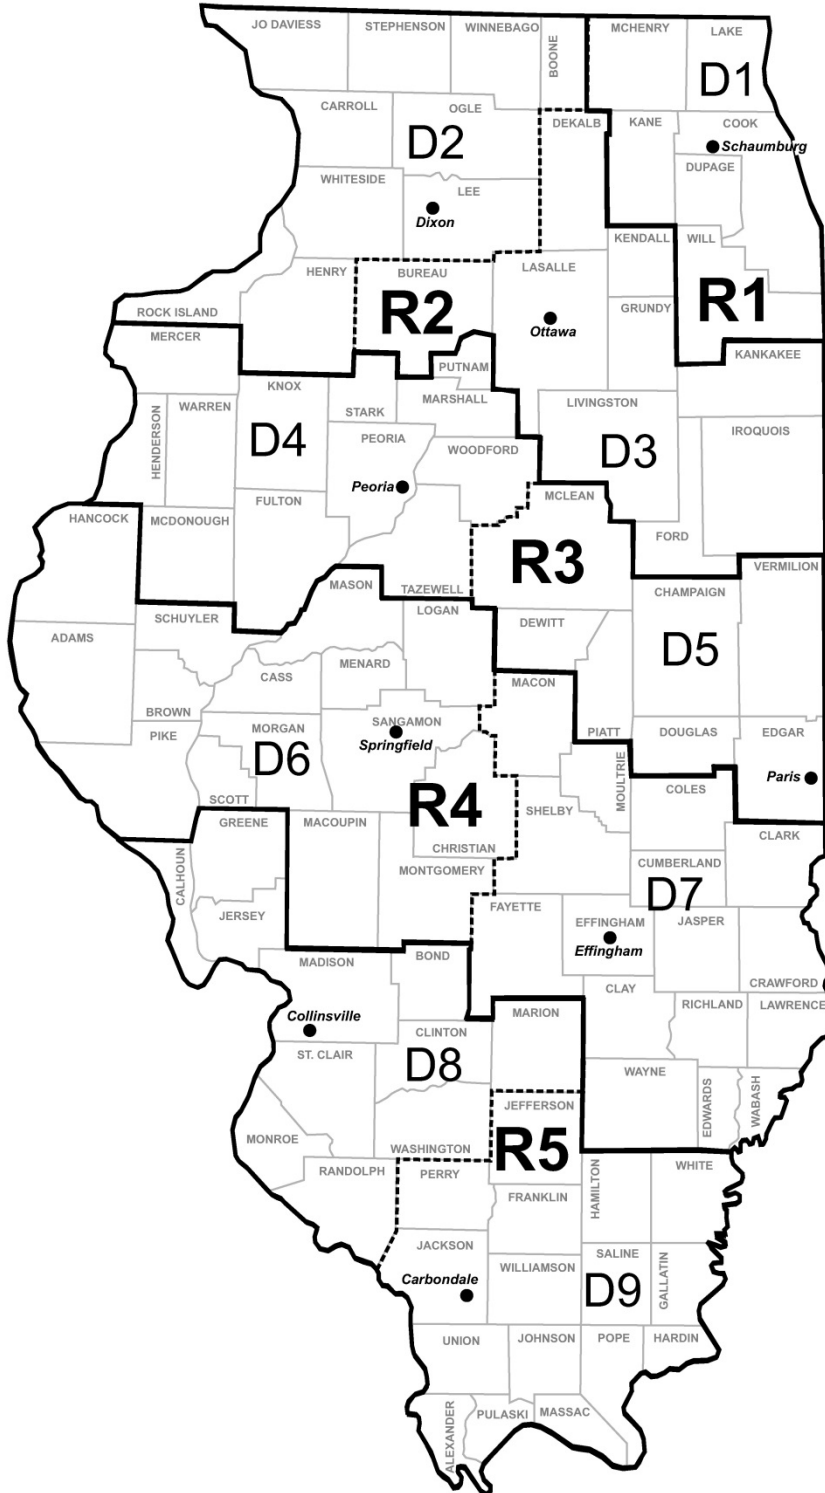 JO DAVIESS
STEPHENSON
WINNEBAGO
BOONE
MCHENRY
LAKE
D1
CARROLL
OGLE
D2
DEKALB
KANE
COOK
Schaumburg
DUPAGE
WHITESIDE
LEE
Dixon
KENDALL
WILL
HENRY
BUREAU
LASALLE
R2
R1
ROCK ISLAND
Ottawa
GRUNDY
MERCER
KANKAKEE
PUTNAM
KNOX
STARK
MARSHALL
LIVINGSTON
HENDERSON
WARREN
D4
PEORIA
WOODFORD
D3
IROQUOIS
Peoria
FULTON
MCLEAN
HANCOCK
MCDONOUGH
FORD
R3
VERMILION
MASON
TAZEWELL
CHAMPAIGN
LOGAN
SCHUYLER
DEWITT
ADAMS
D5
CASS
MENARD
MACON
BROWN
PIKE
MORGAN
SANGAMON
Springfield
PIATT
DOUGLAS
EDGAR
D6
MOULTRIE
Paris
SCOTT
R4
COLES
GREENE
MACOUPIN
SHELBY
CLARK
CHRISTIAN
CALHOUN
MONTGOMERY
CUMBERLAND
D7
JERSEY
FAYETTE
EFFINGHAM
Effingham
JASPER
MADISON
BOND
CLAY
CRAWFORD
RICHLAND
LAWRENCE
Collinsville
MARION
CLINTON
ST. CLAIR
D8
WAYNE
EDWARDS
WABASH
JEFFERSON
MONROE
WASHINGTON
R5
RANDOLPH
PERRY
HAMILTON
WHITE
FRANKLIN
JACKSON
SALINE
WILLIAMSON
GALLATIN
Carbondale
D9
UNION
JOHNSON
POPE
HARDIN
ALEXANDER
PULASKI
MASSAC